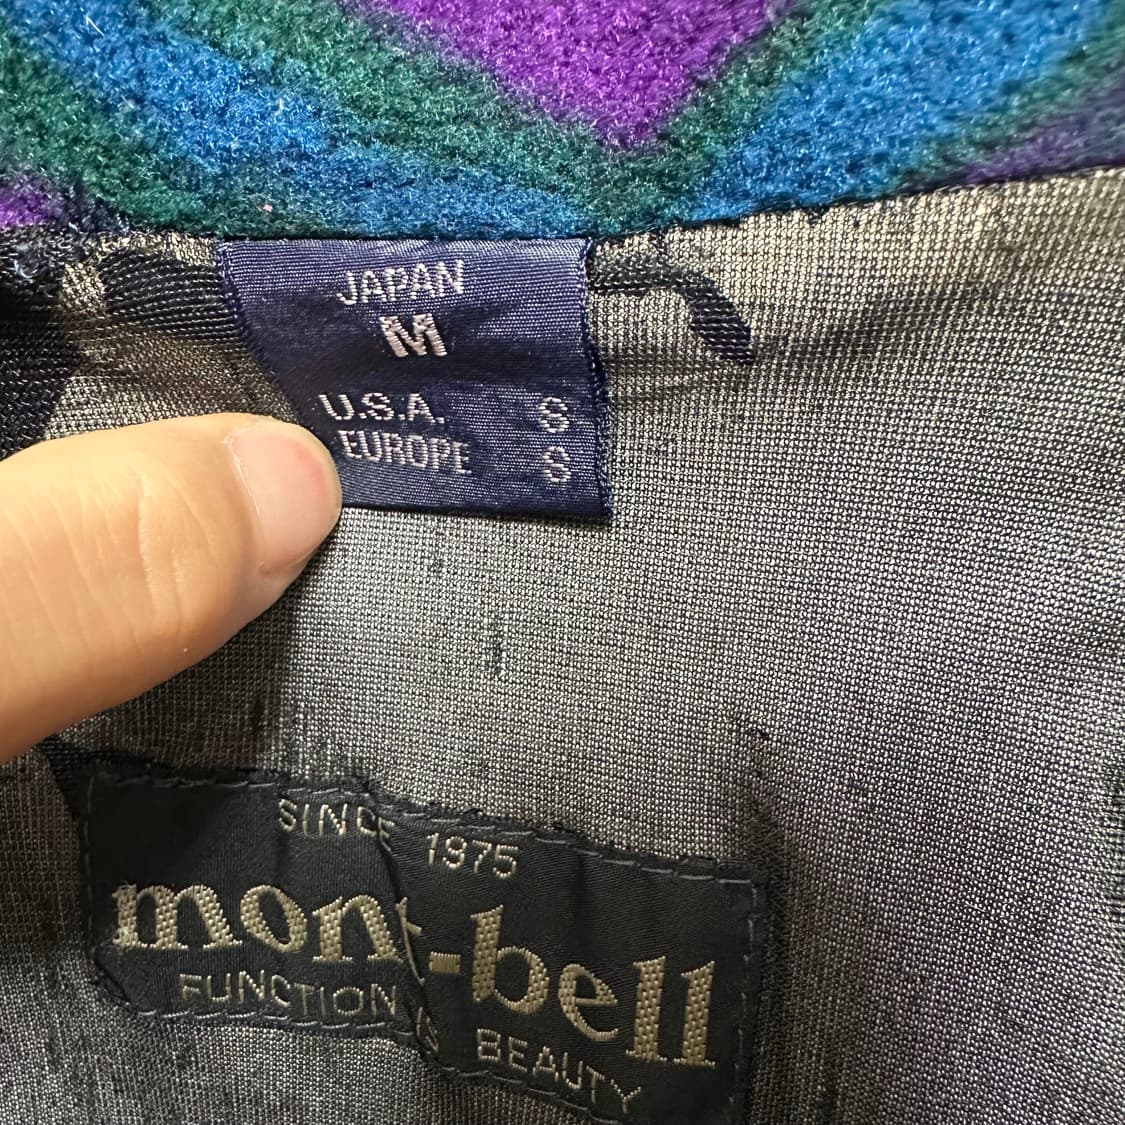 JAPAN
M
U.S.A. S
EUROPE S
SINCE 1975
mont-bell
FUNCTION IS BEAUTY